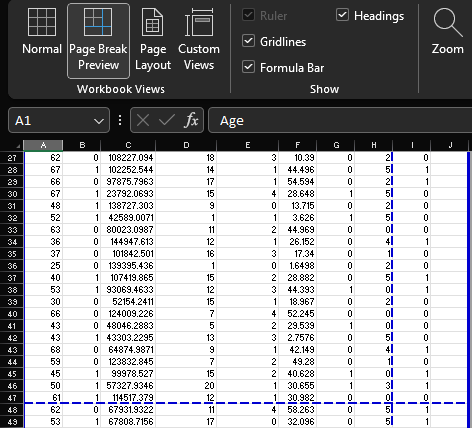 Ruler Headings
Gridlines
Formula Bar
Normal Page Break Preview Page Layout Custom Views Zoom
Workbook Views Show
A1 fx Age
A B C D E F G H I J
27 62 0 108227.094 18 3 10.39 0 2 0
28 67 1 102252.544 14 1 44.496 0 5 1
29 66 0 97875.7963 17 1 54.594 0 2 1
30 67 1 23792.0693 15 4 28.648 1 5 0
31 48 1 138727.303 9 0 13.715 0 2 0
32 52 1 42589.0071 1 1 3.626 1 5 0
33 63 0 80023.0987 11 2 44.969 0 0 0
34 36 0 144947.613 12 1 26.152 0 4 1
35 37 0 101842.501 16 3 17.34 0 1 0
36 25 0 139395.436 1 0 1.6498 0 2 0
37 40 1 107419.865 15 2 28.882 0 5 1
38 53 1 93069.4633 12 3 44.393 1 0 1
39 30 0 52154.2411 15 1 18.967 0 2 0
40 66 0 124009.226 7 4 52.245 0 0 0
41 43 0 48046.2883 5 2 29.539 1 0 0
42 43 1 43303.2295 13 3 2.7576 0 5 0
43 68 0 64874.9871 9 1 42.149 0 4 1
44 59 0 123832.845 7 2 49.28 0 1 0
45 45 1 99978.527 15 2 40.628 1 0 1
46 50 1 57327.9346 20 1 30.655 1 3 1
47 61 1 114517.379 12 1 30.982 0 0 0
48 62 0 67931.9322 11 4 58.263 0 5 1
49 53 1 67808.7156 17 0 32.096 0 5 1